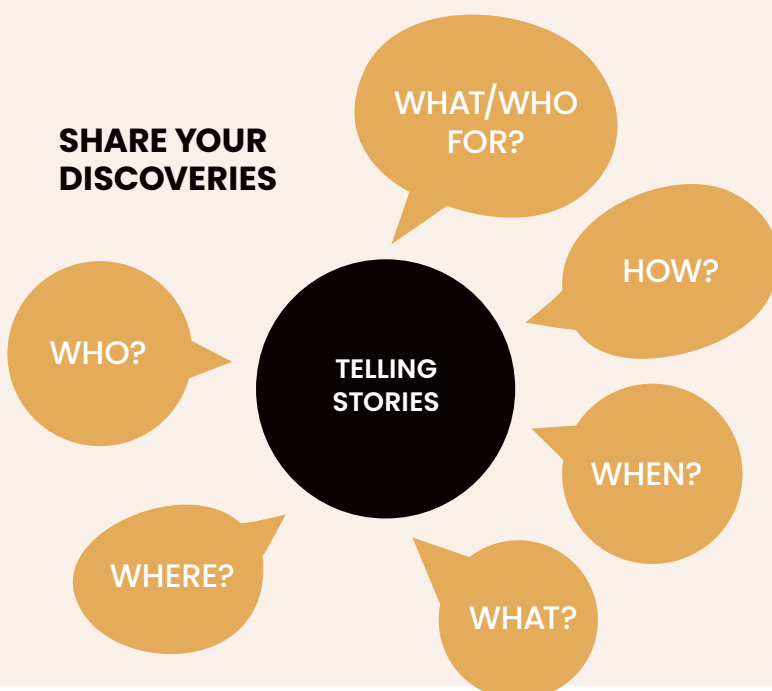 SHARE YOUR
DISCOVERIES
WHAT/WHO
FOR?
HOW?
WHO?
TELLING
STORIES
WHEN?
WHERE?
WHAT?